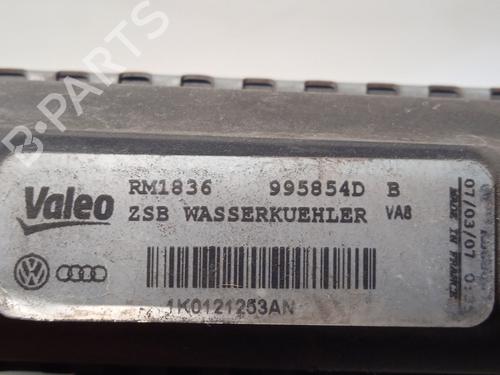 Valeo
RM1836 995854D B
ZSB WASSERKUEHLER VA8
1K0121253AN
07/03/07
MADE IN FRANCE
B-PARTS